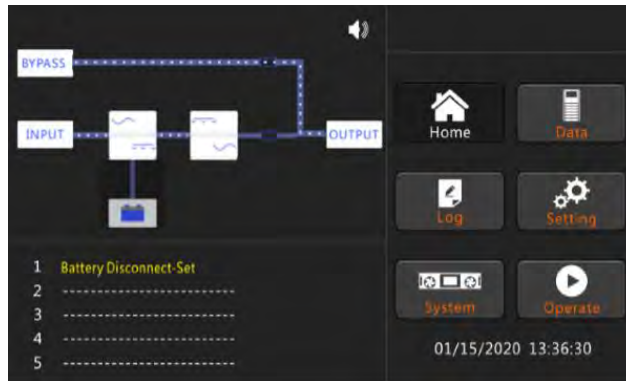 BYPASS
INPUT
OUTPUT
Home
Data
Log
Setting
System
Operate
1 Battery Disconnect-Set
2 -------------------------
3 -------------------------
4 -------------------------
5 -------------------------
01/15/2020 13:36:30